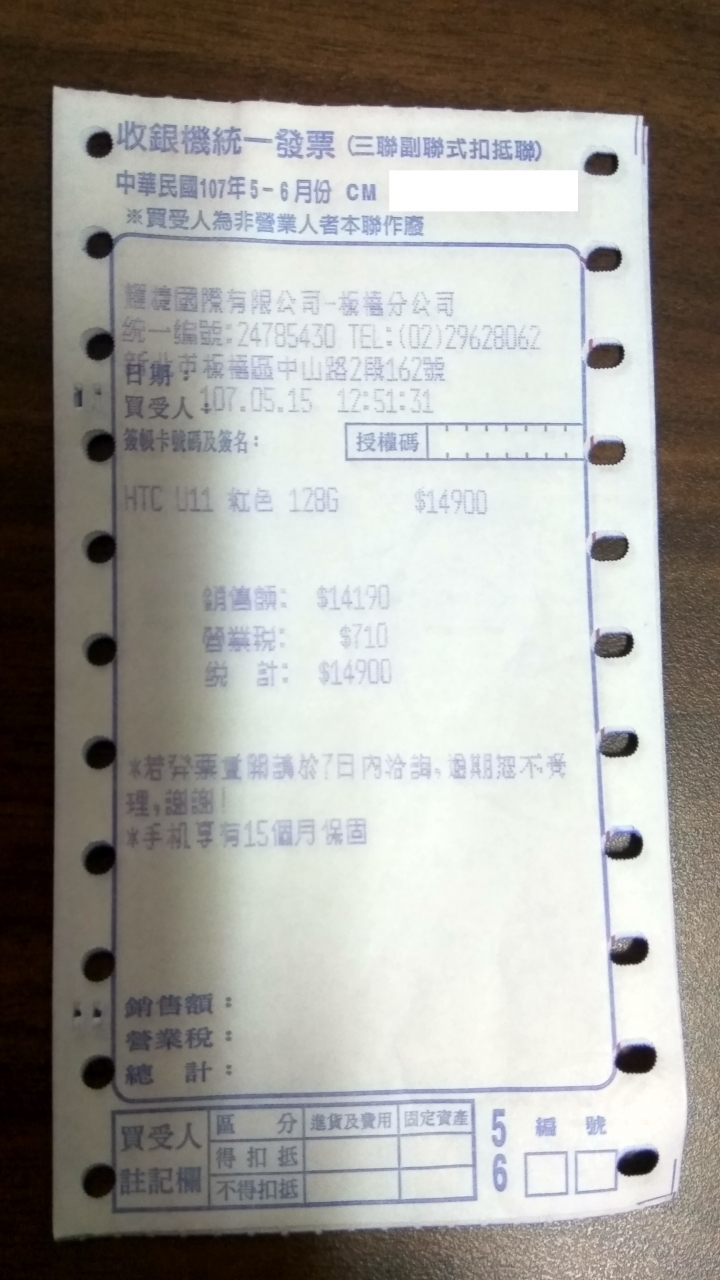 收銀機統一發票(三聯副聯式扣抵聯)
中華民國107年5-6月份 CM
※買受人為非營業人者本聯作廢
耀捷國際有限公司-板橋分公司
統一編號:24785430 TEL:(02)29628062
新北市板橋區中山路2段162號
日期:
107.05.15 12:51:31
買受人:
簽帳卡號碼及簽名: 授權碼
HTC U11 紅色 128G $14900
銷售額: $14190
營業稅: $710
總 計: $14900
*若發票重開請於7日內洽詢,逾期恕不受
理,謝謝!
*手机享有15個月保固
銷售額:
營業稅:
總 計:
買受人註記欄 區 分 進貨及費用 固定資產
得扣抵
不得扣抵
5 6 編 號